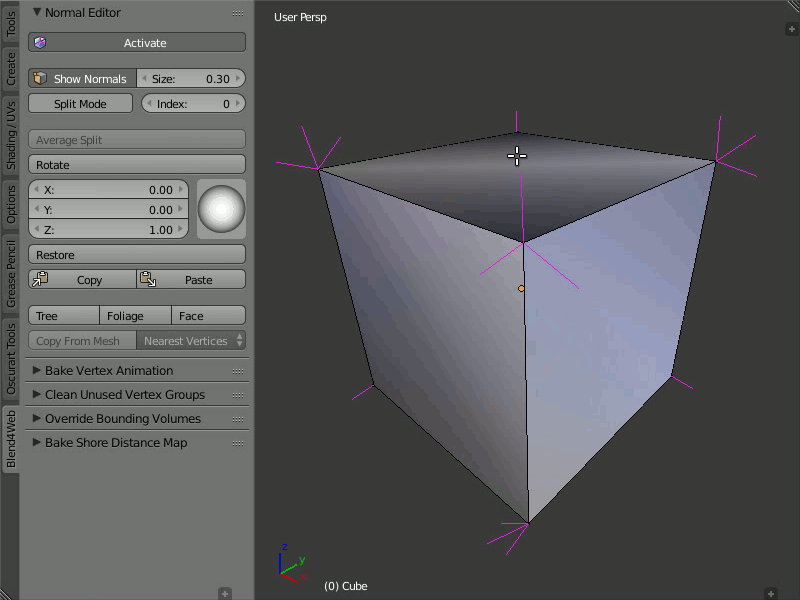 Tools
Create
Shading / UVs
Options
Grease Pencil
Oscurart Tools
Blend4Web
Normal Editor
Activate
Show Normals Size: 0.30
Split Mode Index: 0
Average Split
Rotate
X: 0.00
Y: 0.00
Z: 1.00
Restore
Copy Paste
Tree Foliage Face
Copy From Mesh Nearest Vertices
Bake Vertex Animation
Clean Unused Vertex Groups
Override Bounding Volumes
Bake Shore Distance Map
User Persp
z
y
(0) Cube